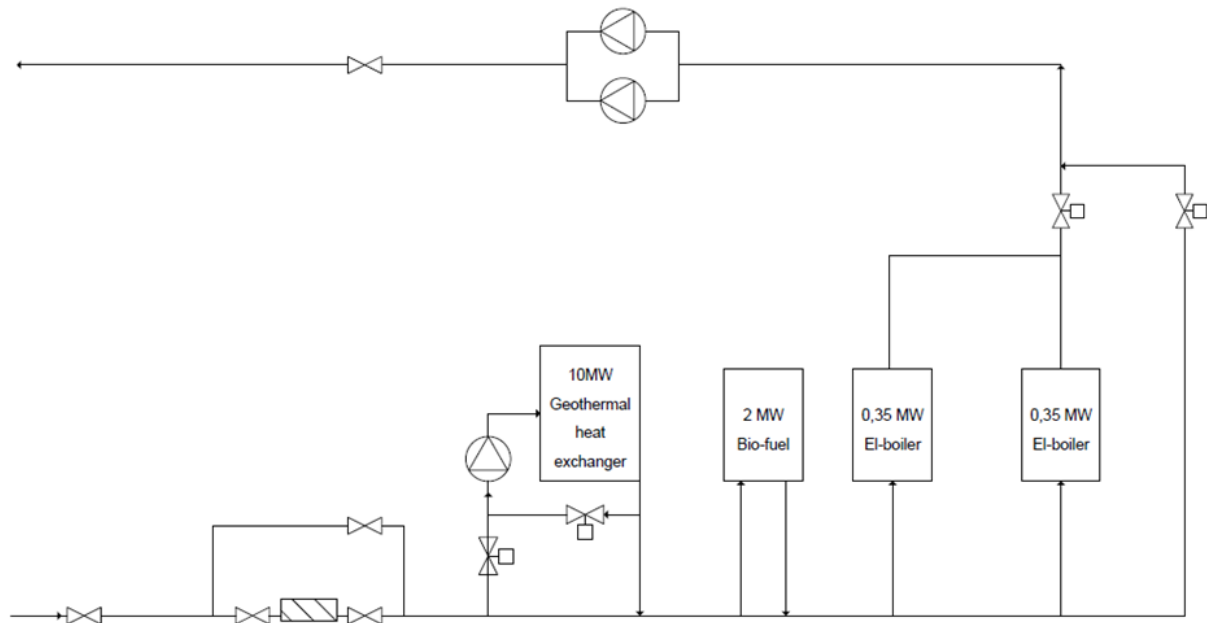 10MW
Geothermal
heat
exchanger
2 MW
Bio-fuel
0,35 MW
El-boiler
0,35 MW
El-boiler